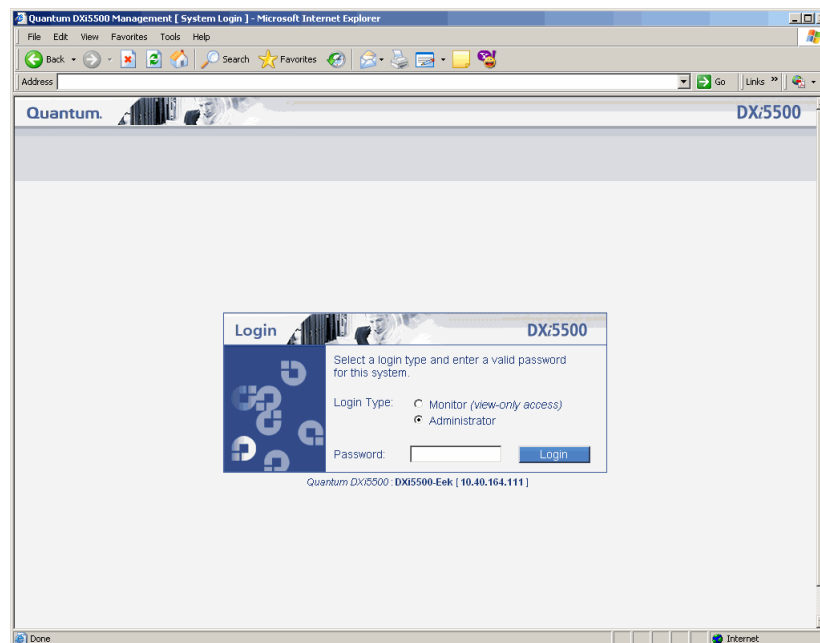 Quantum DXi5500 Management [ System Login ] - Microsoft Internet Explorer
File Edit View Favorites Tools Help
Back Search Favorites
Address Go Links »
Quantum. DXi5500
Login DXi5500
Select a login type and enter a valid password
for this system.
Login Type: Monitor (view-only access)
Administrator
Password: Login
Quantum DXi5500 : DXi5500-Eek [ 10.40.164.111 ]
Done Internet